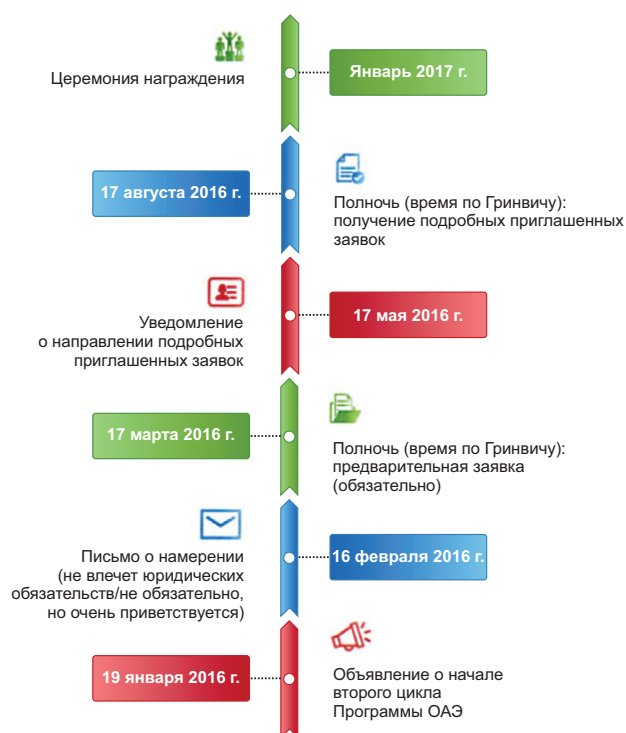 Церемония награждения
Январь 2017 г.
17 августа 2016 г.
Полночь (время по Гринвичу):
получение подробных приглашенных
заявок
Уведомление
о направлении подробных
приглашенных заявок
17 мая 2016 г.
17 марта 2016 г.
Полночь (время по Гринвичу):
предварительная заявка
(обязательно)
Письмо о намерении
(не влечет юридических
обязательств/не обязательно,
но очень приветствуется)
16 февраля 2016 г.
19 января 2016 г.
Объявление о начале
второго цикла
Программы ОАЭ